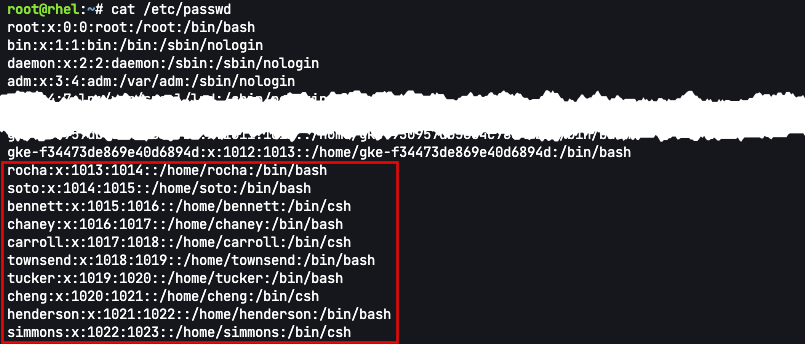 root@rhel:~# cat /etc/passwd
root:x:0:0:root:/root:/bin/bash
bin:x:1:1:bin:/bin:/sbin/nologin
daemon:x:2:2:daemon:/sbin:/sbin/nologin
adm:x:3:4:adm:/var/adm:/sbin/nologin
gke-f34473de869e40d6894d:x:1012:1013::/home/gke-f34473de869e40d6894d:/bin/bash
rocha:x:1013:1014::/home/rocha:/bin/bash
soto:x:1014:1015::/home/soto:/bin/bash
bennett:x:1015:1016::/home/bennett:/bin/csh
chaney:x:1016:1017::/home/chaney:/bin/bash
carroll:x:1017:1018::/home/carroll:/bin/csh
townsend:x:1018:1019::/home/townsend:/bin/bash
tucker:x:1019:1020::/home/tucker:/bin/bash
cheng:x:1020:1021::/home/cheng:/bin/csh
henderson:x:1021:1022::/home/henderson:/bin/bash
simmons:x:1022:1023::/home/simmons:/bin/csh